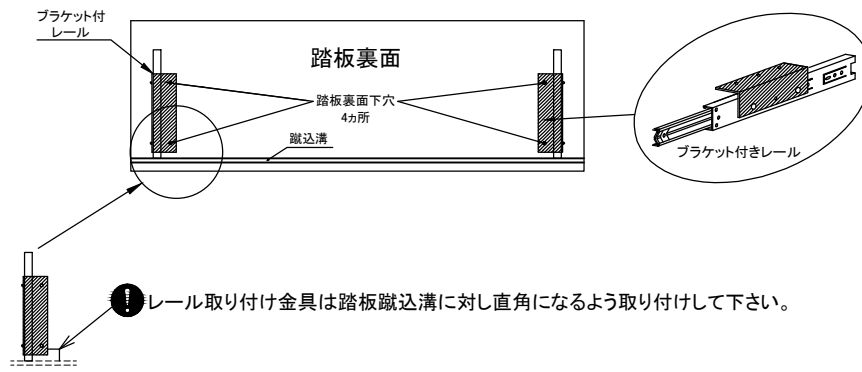 ブラケット付
レール
踏板裏面
踏板裏面下穴
4ヵ所
蹴込溝
ブラケット付きレール
レール取り付け金具は踏板蹴込溝に対し直角になるよう取り付けして下さい。